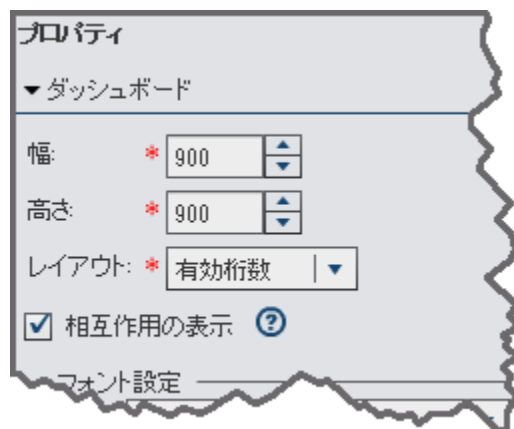 プロパティ
▼ダッシュボード
幅: * 900
高さ: * 900
レイアウト: * 有効桁数
相互作用の表示 ?
フォント設定